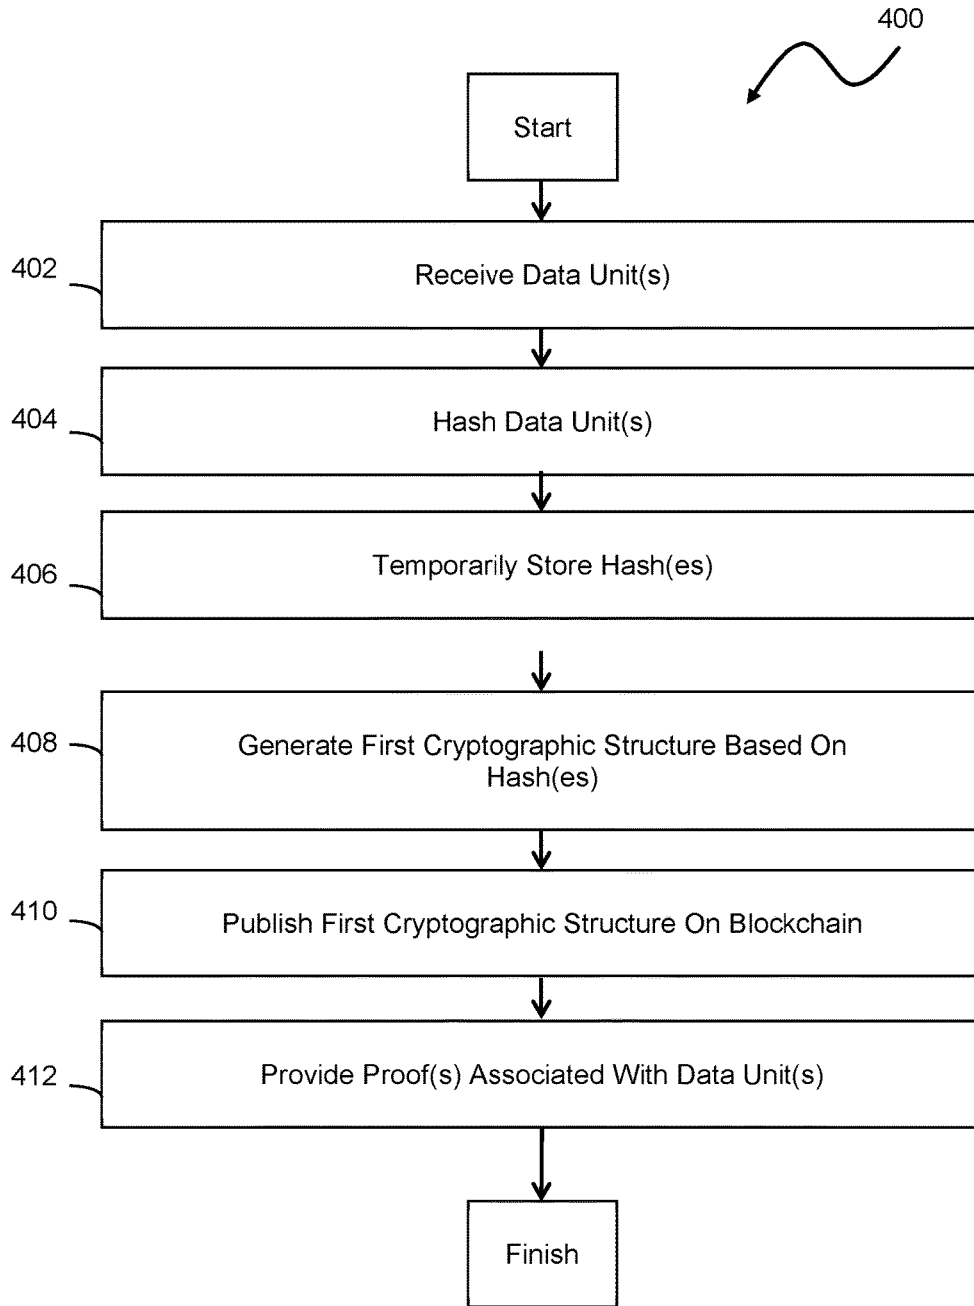 400
Start
402
Receive Data Unit(s)
404
Hash Data Unit(s)
406
Temporarily Store Hash(es)
408
Generate First Cryptographic Structure Based On
Hash(es)
410
Publish First Cryptographic Structure On Blockchain
412
Provide Proof(s) Associated With Data Unit(s)
Finish